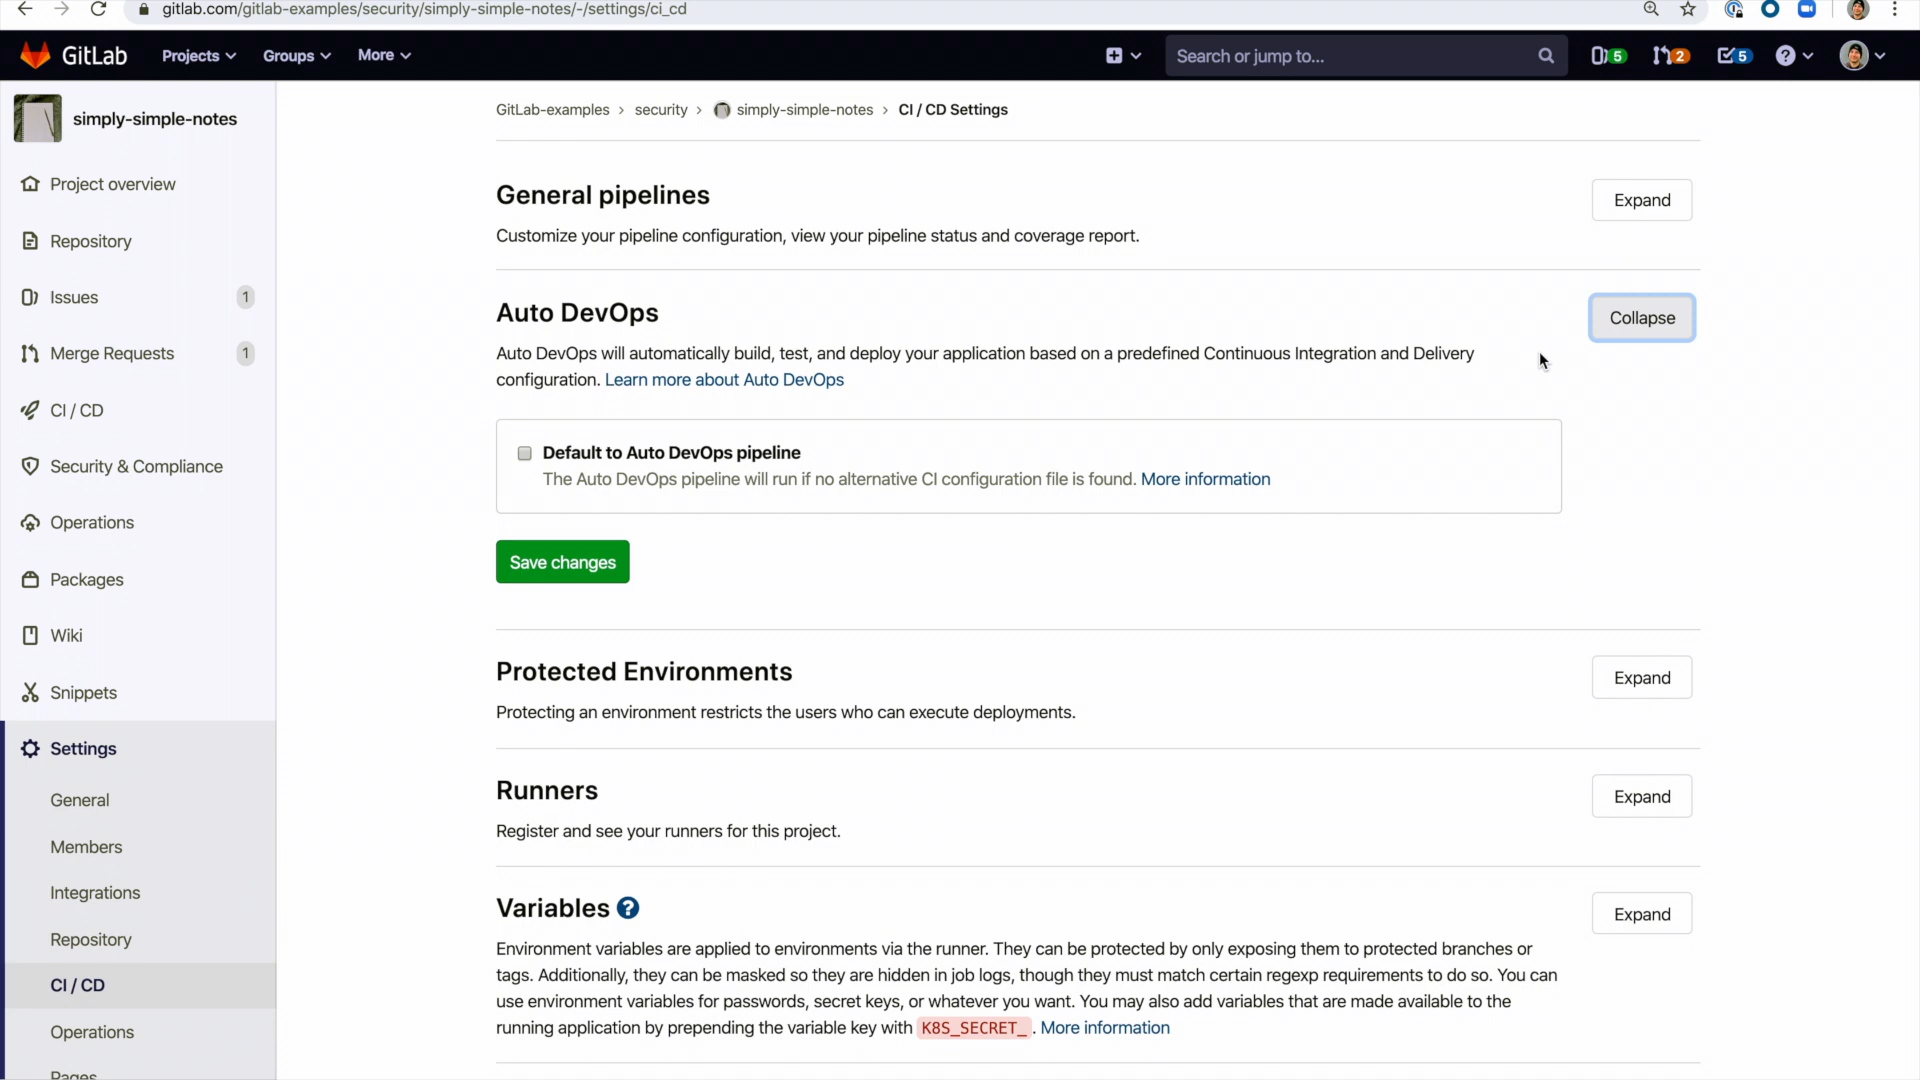 gitlab.com/gitlab-examples/security/simply-simple-notes/-/settings/ci_cd
GitLab Projects Groups More Search or jump to... 5 2 5
simply-simple-notes
Project overview
Repository
Issues 1
Merge Requests 1
CI / CD
Security & Compliance
Operations
Packages
Wiki
Snippets
Settings
General
Members
Integrations
Repository
CI / CD
Operations
Pages
GitLab-examples › security › simply-simple-notes › CI / CD Settings
General pipelines
Expand
Customize your pipeline configuration, view your pipeline status and coverage report.
Auto DevOps
Collapse
Auto DevOps will automatically build, test, and deploy your application based on a predefined Continuous Integration and Delivery
configuration. Learn more about Auto DevOps
Default to Auto DevOps pipeline
The Auto DevOps pipeline will run if no alternative CI configuration file is found. More information
Save changes
Protected Environments
Expand
Protecting an environment restricts the users who can execute deployments.
Runners
Expand
Register and see your runners for this project.
Variables ?
Expand
Environment variables are applied to environments via the runner. They can be protected by only exposing them to protected branches or
tags. Additionally, they can be masked so they are hidden in job logs, though they must match certain regexp requirements to do so. You can
use environment variables for passwords, secret keys, or whatever you want. You may also add variables that are made available to the
running application by prepending the variable key with K8S_SECRET_ . More information